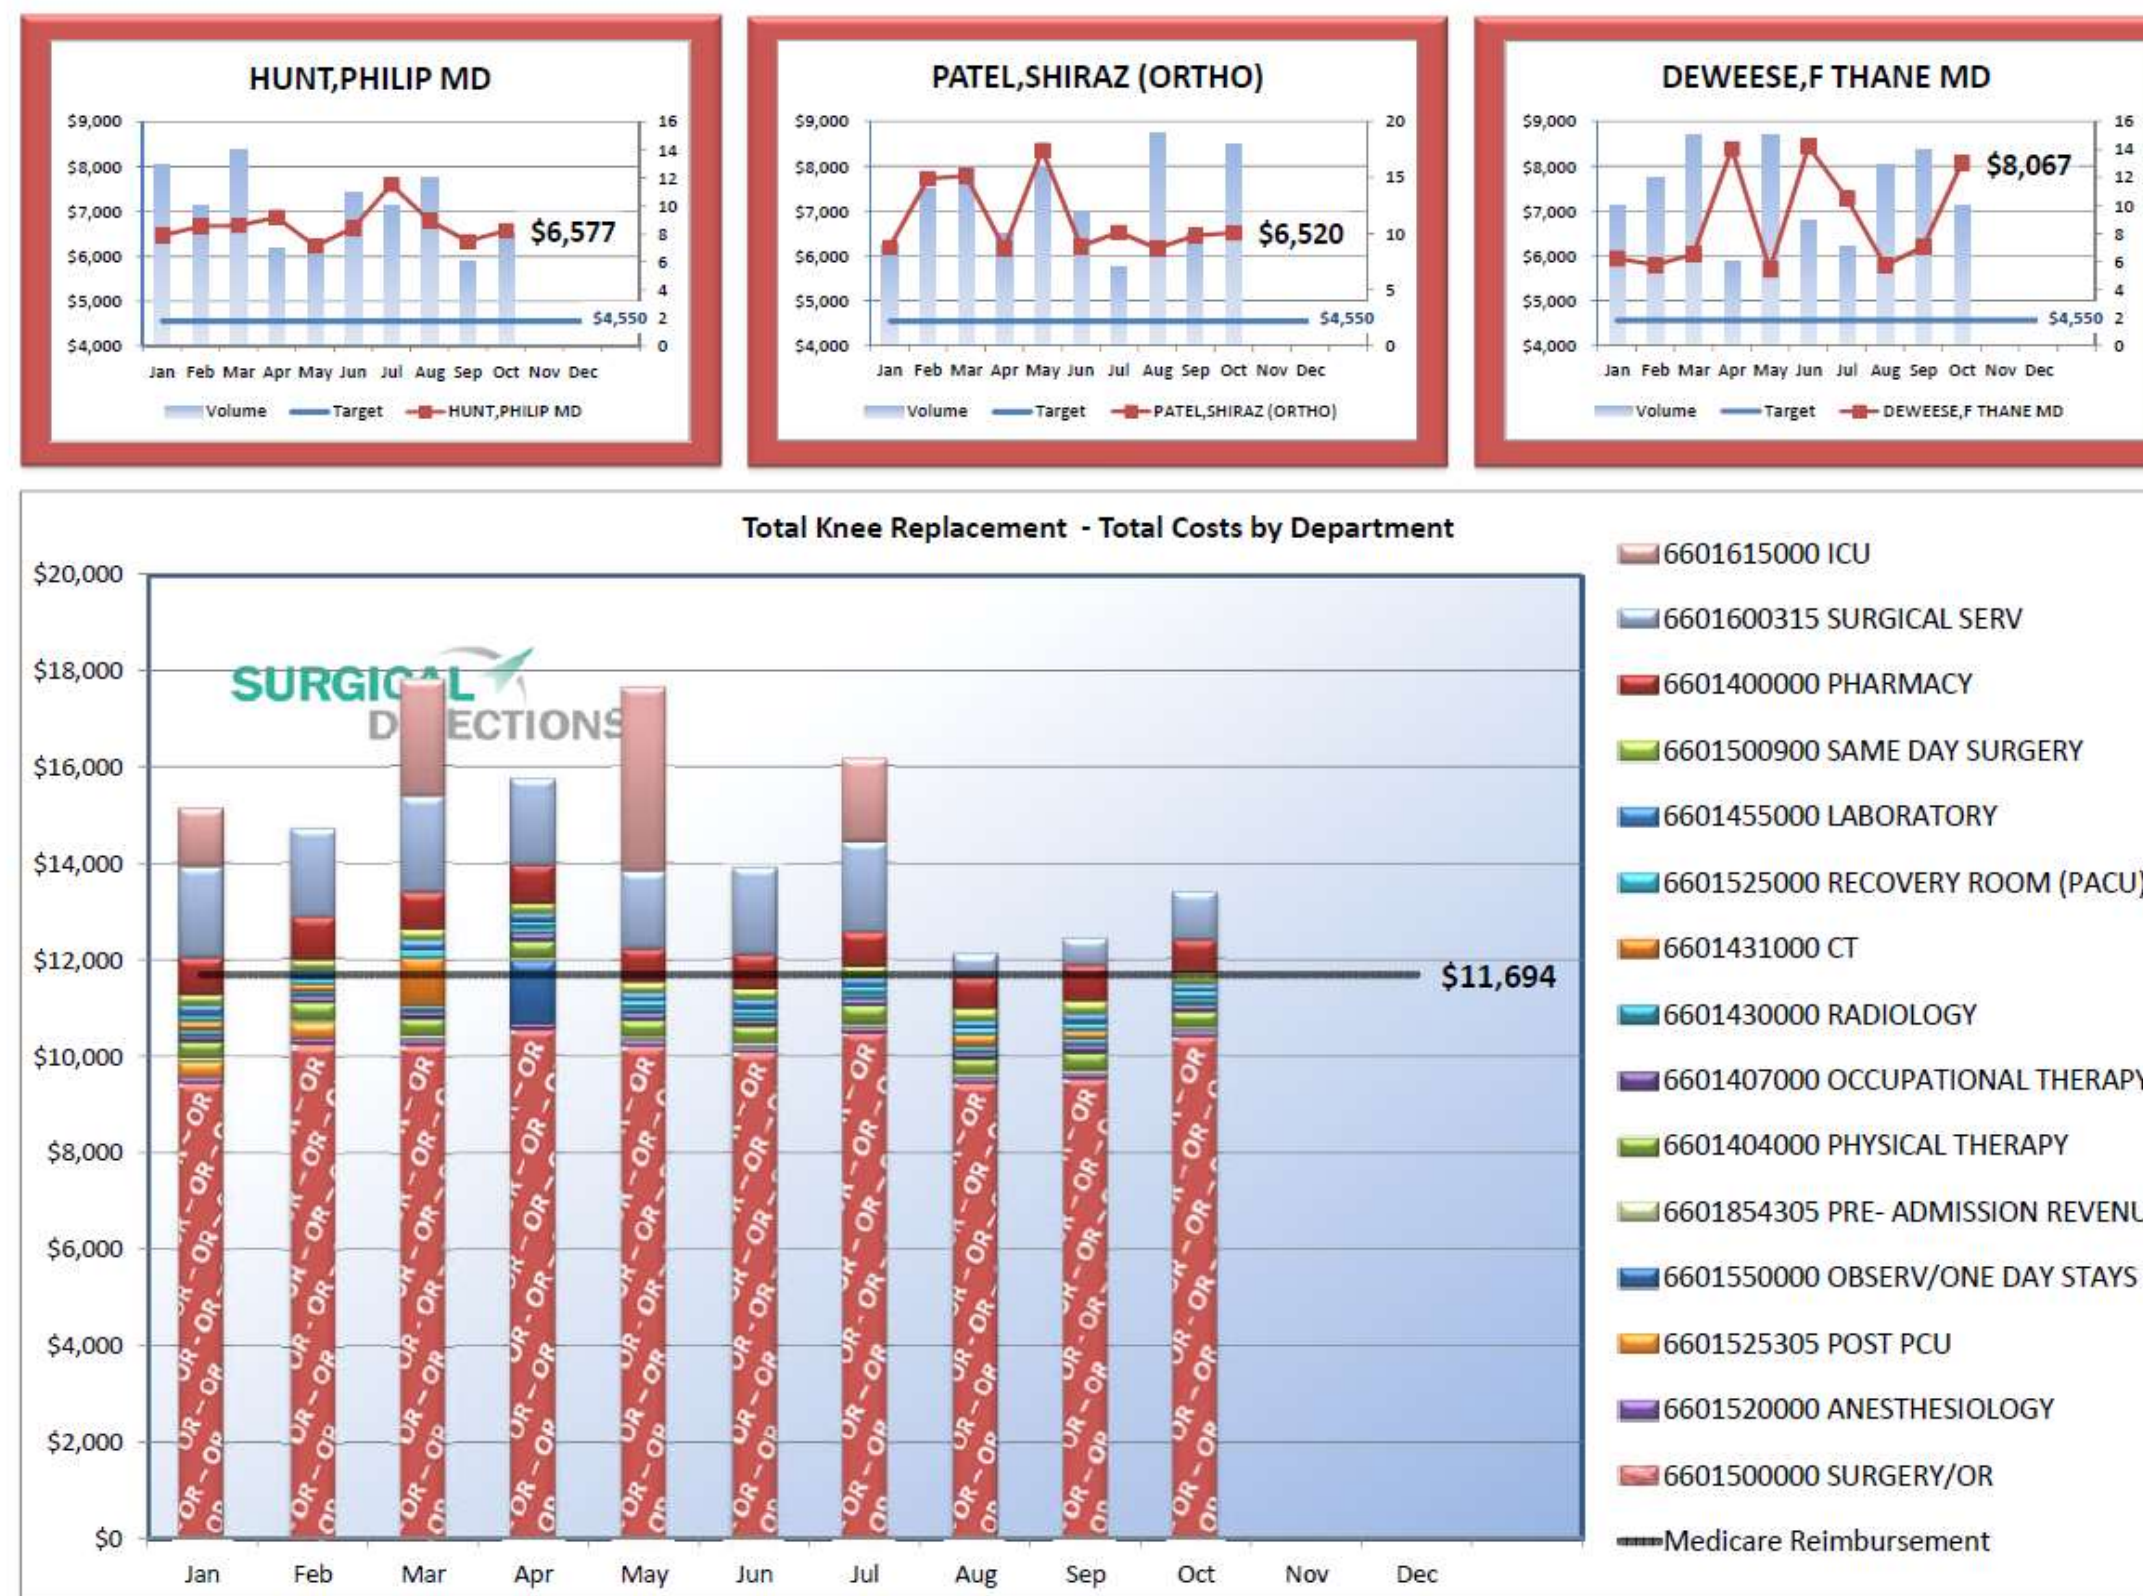 HUNT,PHILIP MD
$9,000
$8,000
$7,000
$6,000
$5,000
$4,000
16
14
12
10
8
6
4
2
0
$6,577
$4,550
Jan Feb Mar Apr May Jun Jul Aug Sep Oct Nov Dec
Volume Target HUNT,PHILIP MD
PATEL,SHIRAZ (ORTHO)
$9,000
$8,000
$7,000
$6,000
$5,000
$4,000
20
15
10
5
0
$6,520
$4,550
Jan Feb Mar Apr May Jun Jul Aug Sep Oct Nov Dec
Volume Target PATEL,SHIRAZ (ORTHO)
DEWEESE,F THANE MD
$9,000
$8,000
$7,000
$6,000
$5,000
$4,000
16
14
12
10
8
6
4
2
0
$8,067
$4,550
Jan Feb Mar Apr May Jun Jul Aug Sep Oct Nov Dec
Volume Target DEWEESE,F THANE MD
Total Knee Replacement - Total Costs by Department
$20,000
$18,000
$16,000
$14,000
$12,000
$10,000
$8,000
$6,000
$4,000
$2,000
$0
SURGICAL
D ECTIONS
$11,694
OR - OR - OR
Jan Feb Mar Apr May Jun Jul Aug Sep Oct Nov Dec
6601615000 ICU
6601600315 SURGICAL SERV
6601400000 PHARMACY
6601500900 SAME DAY SURGERY
6601455000 LABORATORY
6601525000 RECOVERY ROOM (PACU)
6601431000 CT
6601430000 RADIOLOGY
6601407000 OCCUPATIONAL THERAPY
6601404000 PHYSICAL THERAPY
6601854305 PRE- ADMISSION REVENU
6601550000 OBSERV/ONE DAY STAYS
6601525305 POST PCU
6601520000 ANESTHESIOLOGY
6601500000 SURGERY/OR
Medicare Reimbursement